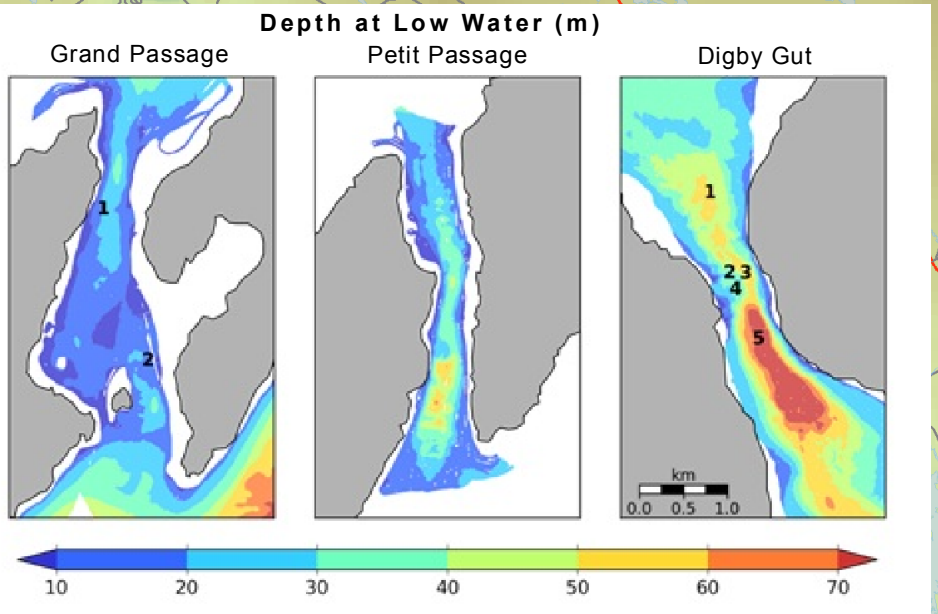 Depth at Low Water (m)
Grand Passage
Petit Passage
Digby Gut
1
2
1
2 3
4
5
km
0.0 0.5 1.0
10 20 30 40 50 60 70